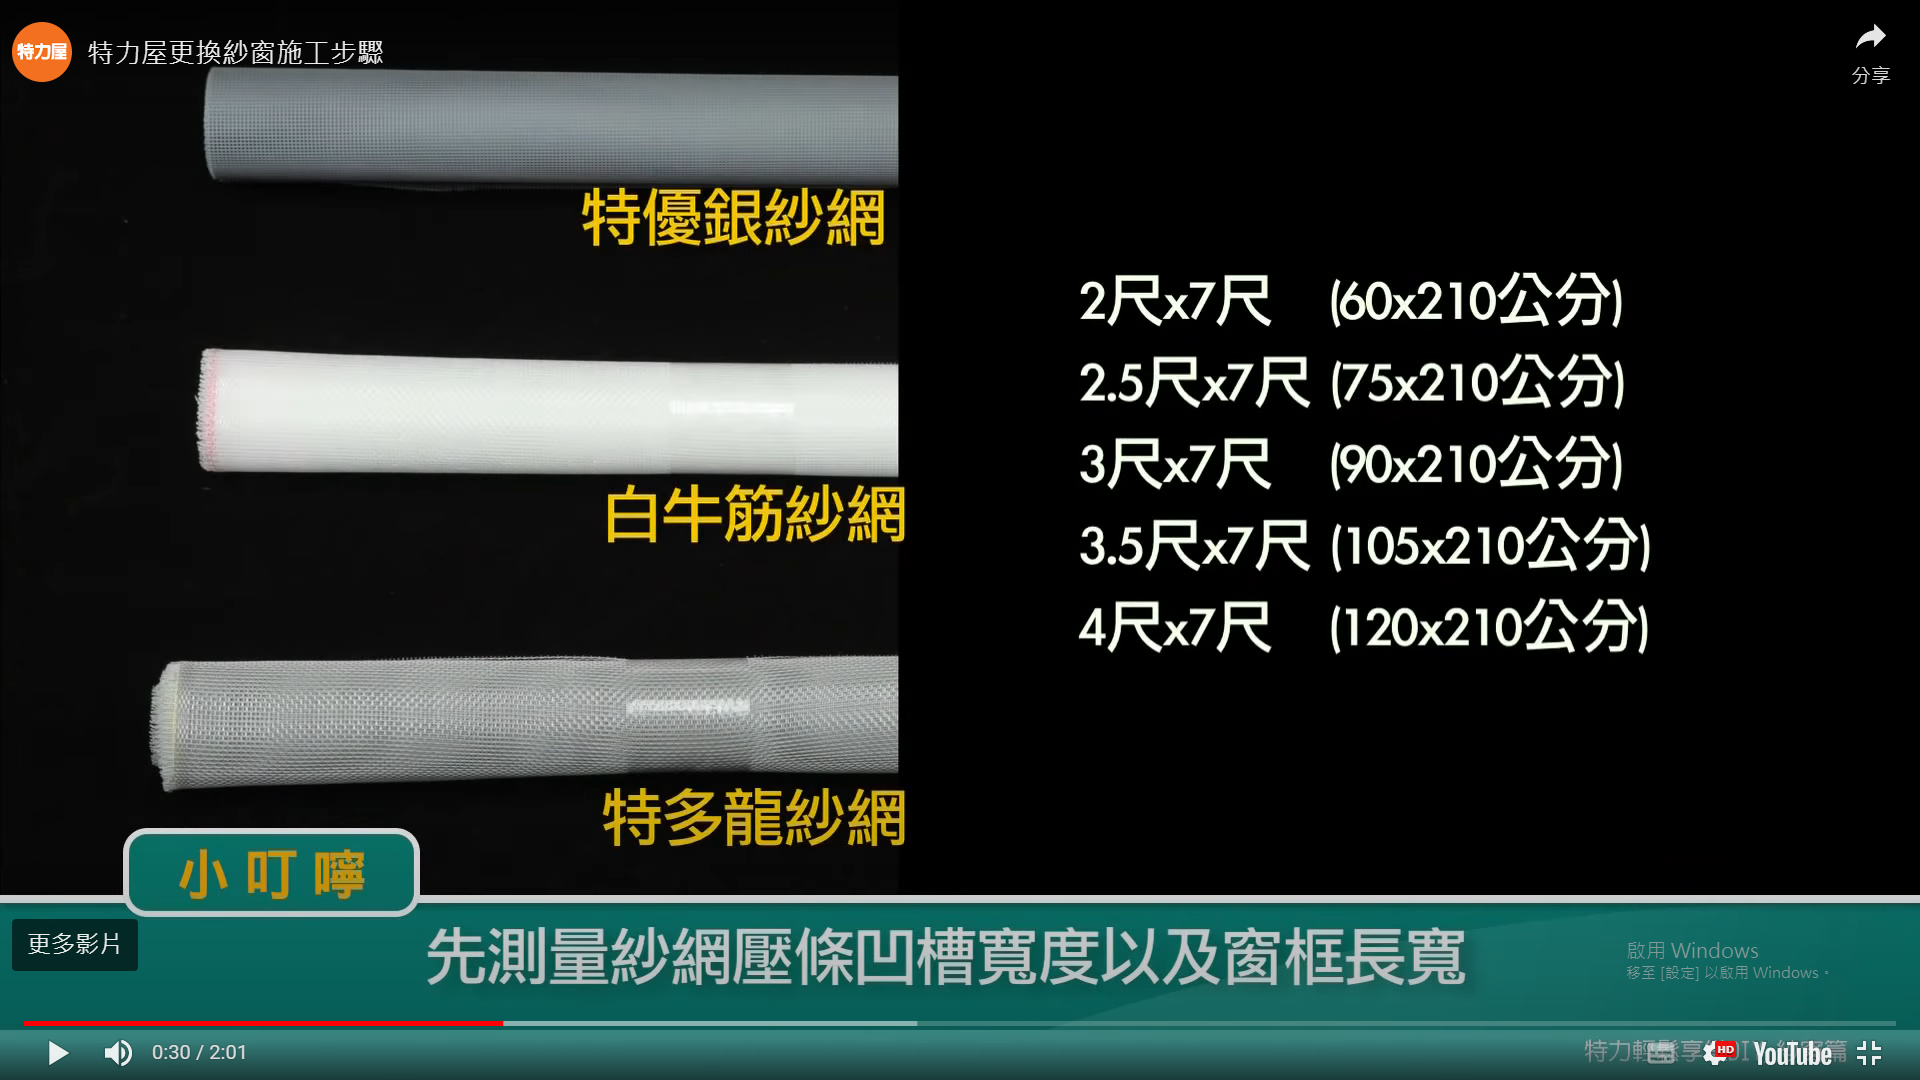 特力屋
特力屋更換紗窗施工步驟
分享
特優銀紗網
2尺x7尺 (60x210公分)
2.5尺x7尺 (75x210公分)
3尺x7尺 (90x210公分)
3.5尺x7尺 (105x210公分)
4尺x7尺 (120x210公分)
白牛筋紗網
特多龍紗網
小叮嚀
更多影片
先測量紗網壓條凹槽寬度以及窗框長寬
啟用 Windows
移至 [設定] 以啟用 Windows。
0:30 / 2:01
特力輕鬆享
HD
YouTube
篇